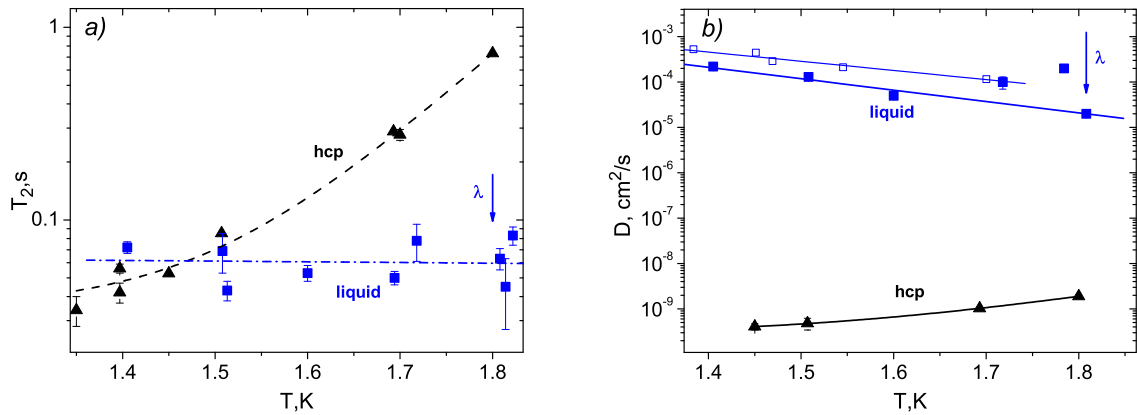 a)
1
0.1
T2,s
hcp
λ
liquid
1.4 1.5 1.6 1.7 1.8
T,K
b)
10-3
10-4
10-5
10-6
10-7
10-8
10-9
D, cm2/s
λ
liquid
hcp
1.4 1.5 1.6 1.7 1.8
T,K